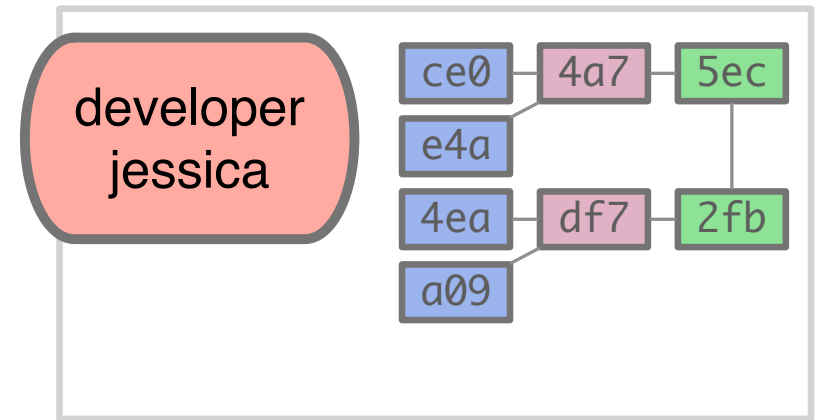 developer
jessica
ce0 4a7 5ec
e4a
4ea df7 2fb
a09